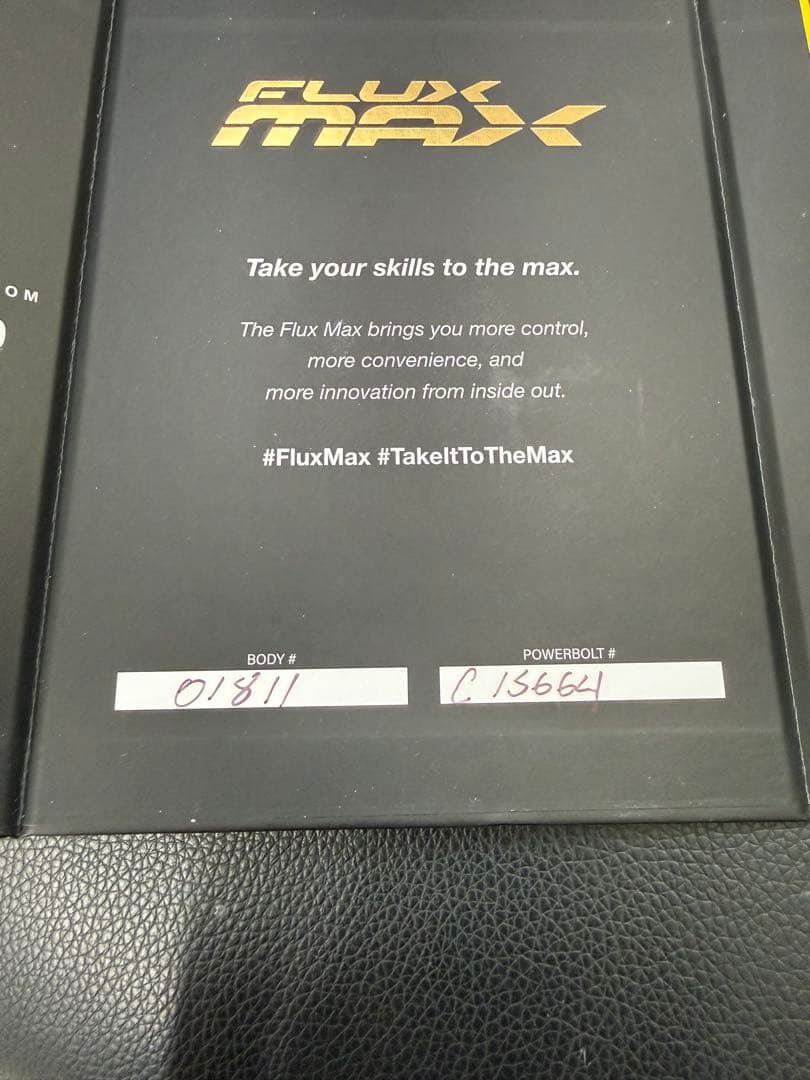 FLUX
MAX
Take your skills to the max.
OM
The Flux Max brings you more control,
more convenience, and
more innovation from inside out.
#FluxMax #TakeItToTheMax
BODY #
POWERBOLT #
01811
C 15664